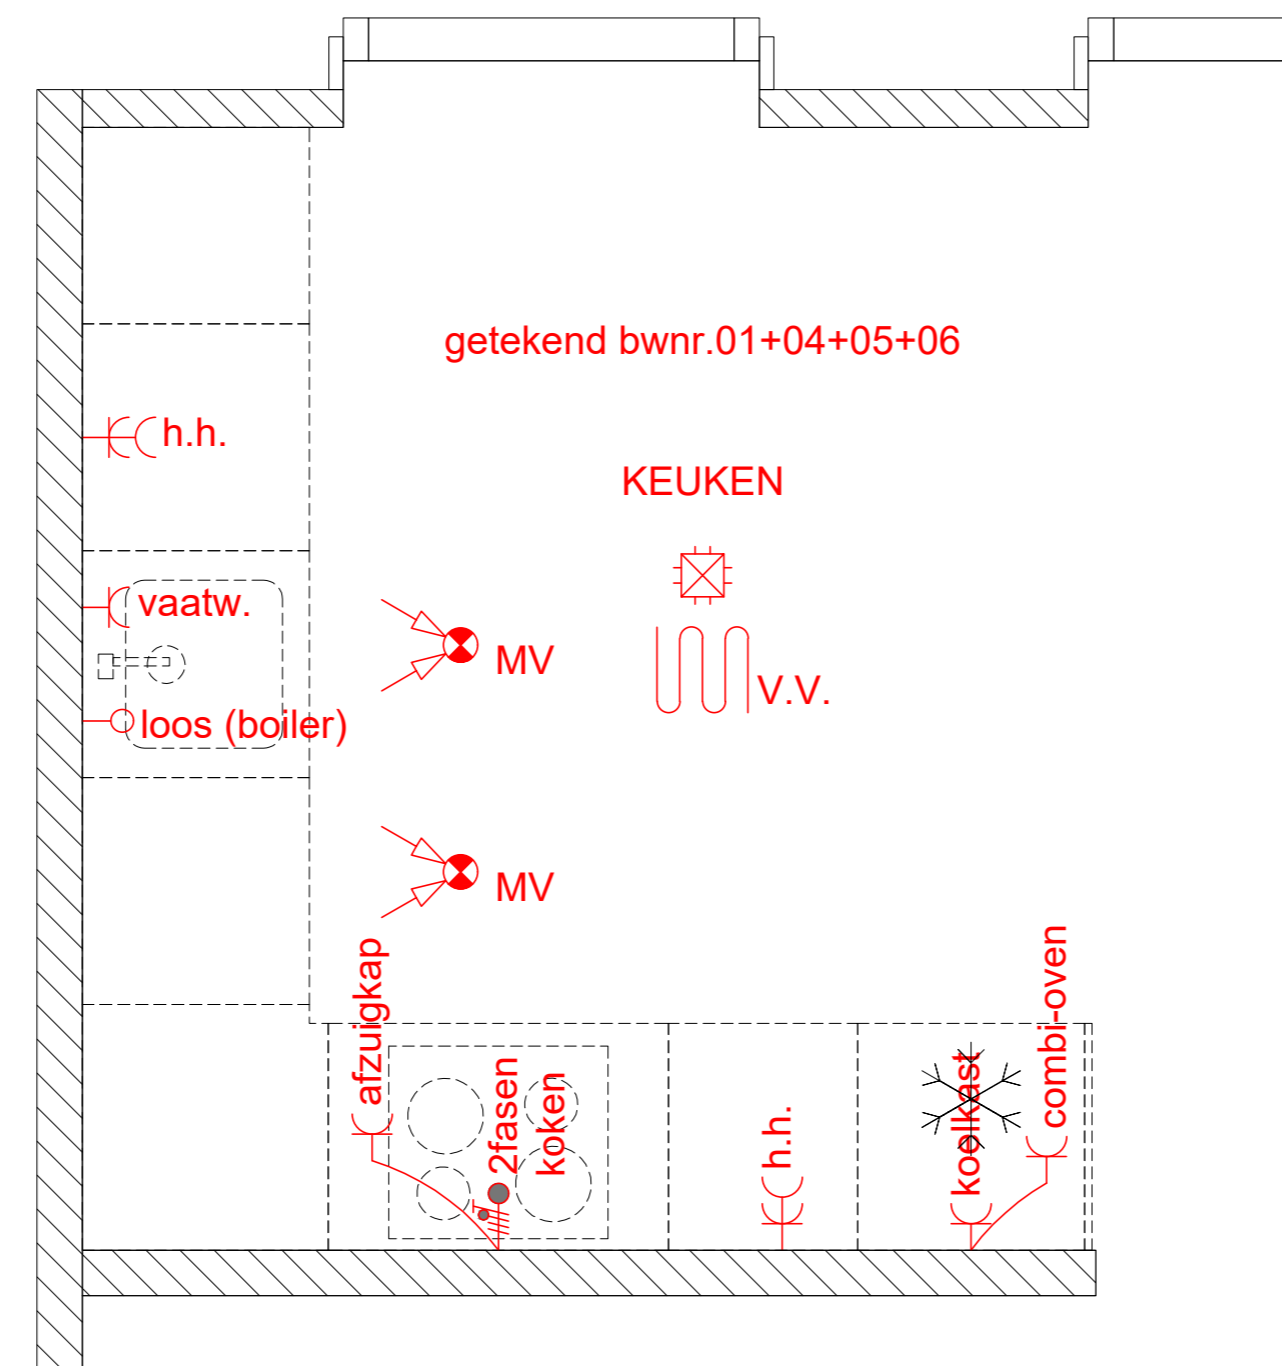 getekend bwnr.01+04+05+06
h.h.
KEUKEN
vaatw.
MV
V.V.
loos (boiler)
MV
afzuigkap
2fasen
koken
h.h.
koelkast
combi-oven